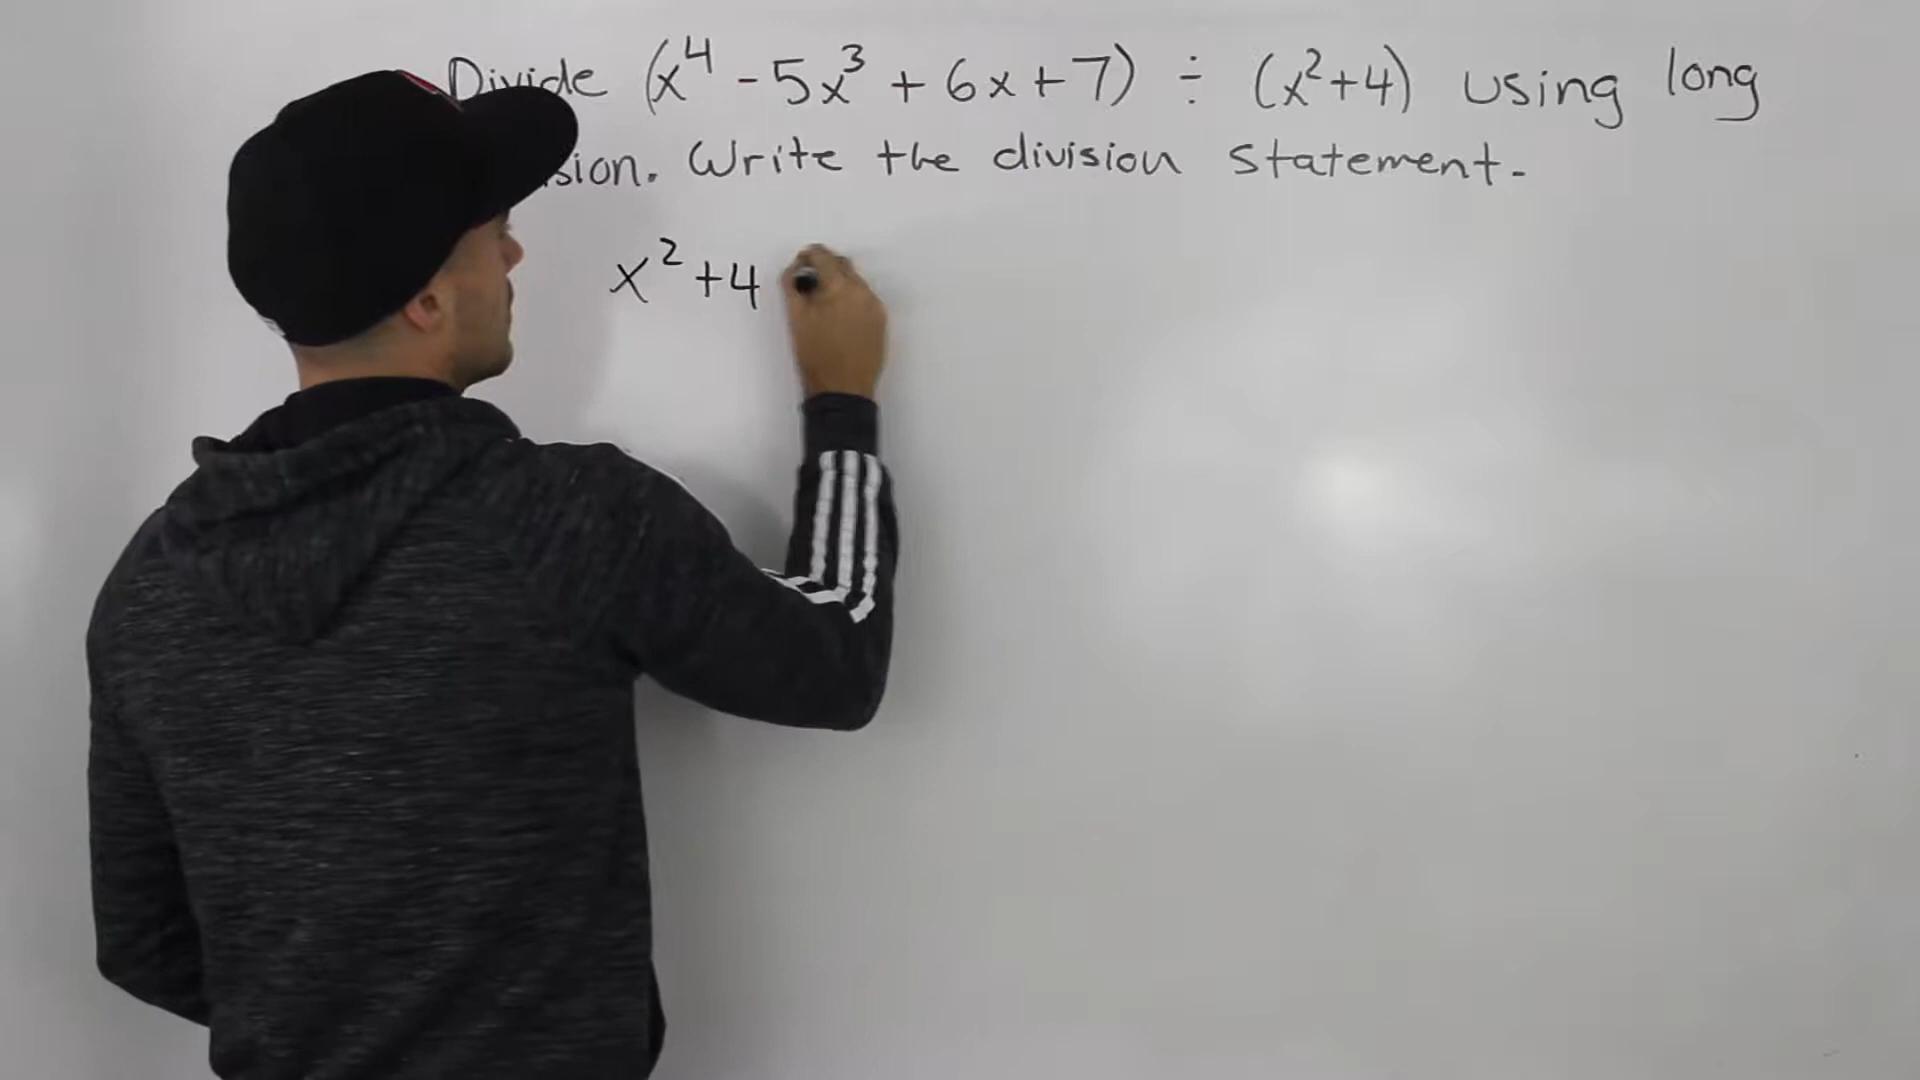 Divide (x⁴ - 5x³ + 6x + 7) ÷ (x² + 4) using long
sion. Write the division statement.
x² + 4